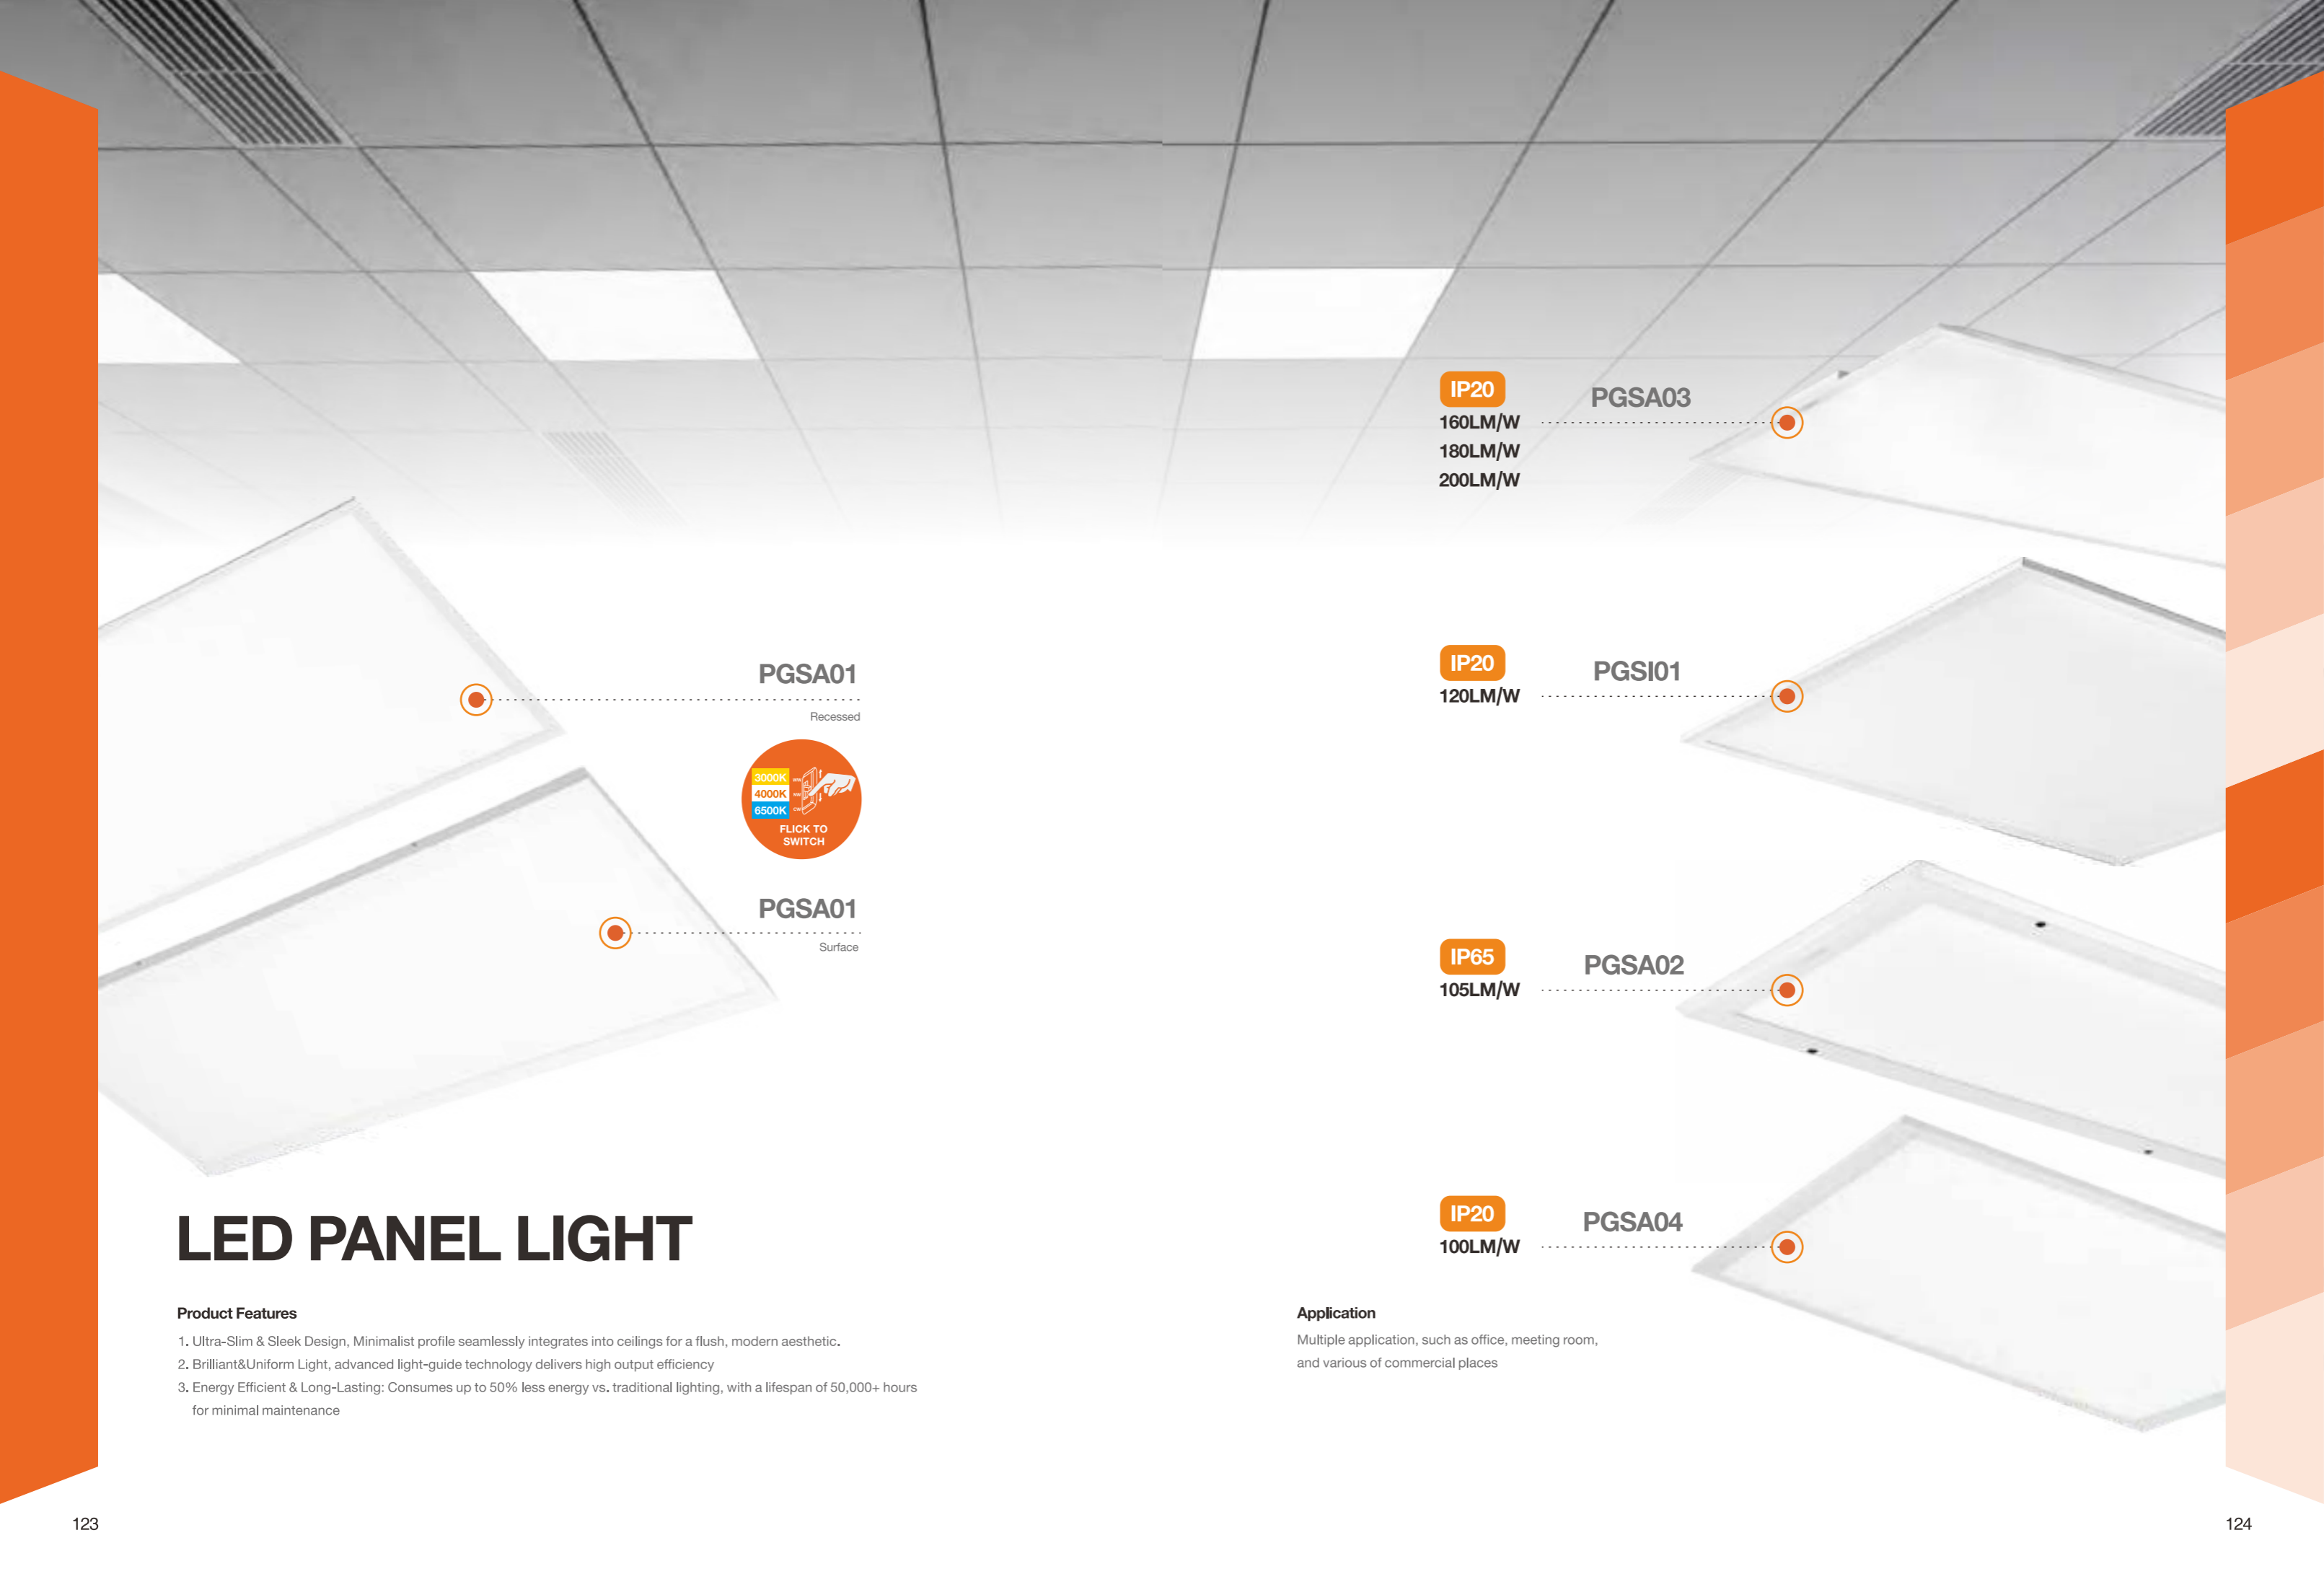 PGSA01
Recessed
3000K
4000K
6500K
FLICK TO
SWITCH
PGSA01
Surface
LED PANEL LIGHT
Product Features
1. Ultra-Slim & Sleek Design, Minimalist profile seamlessly integrates into ceilings for a flush, modern aesthetic.
2. Brilliant&Uniform Light, advanced light-guide technology delivers high output efficiency
3. Energy Efficient & Long-Lasting: Consumes up to 50% less energy vs. traditional lighting, with a lifespan of 50,000+ hours
for minimal maintenance
123
IP20
PGSA03
160LM/W
180LM/W
200LM/W
IP20
PGSI01
120LM/W
IP65
PGSA02
105LM/W
IP20
PGSA04
100LM/W
Application
Multiple application, such as office, meeting room,
and various of commercial places
124